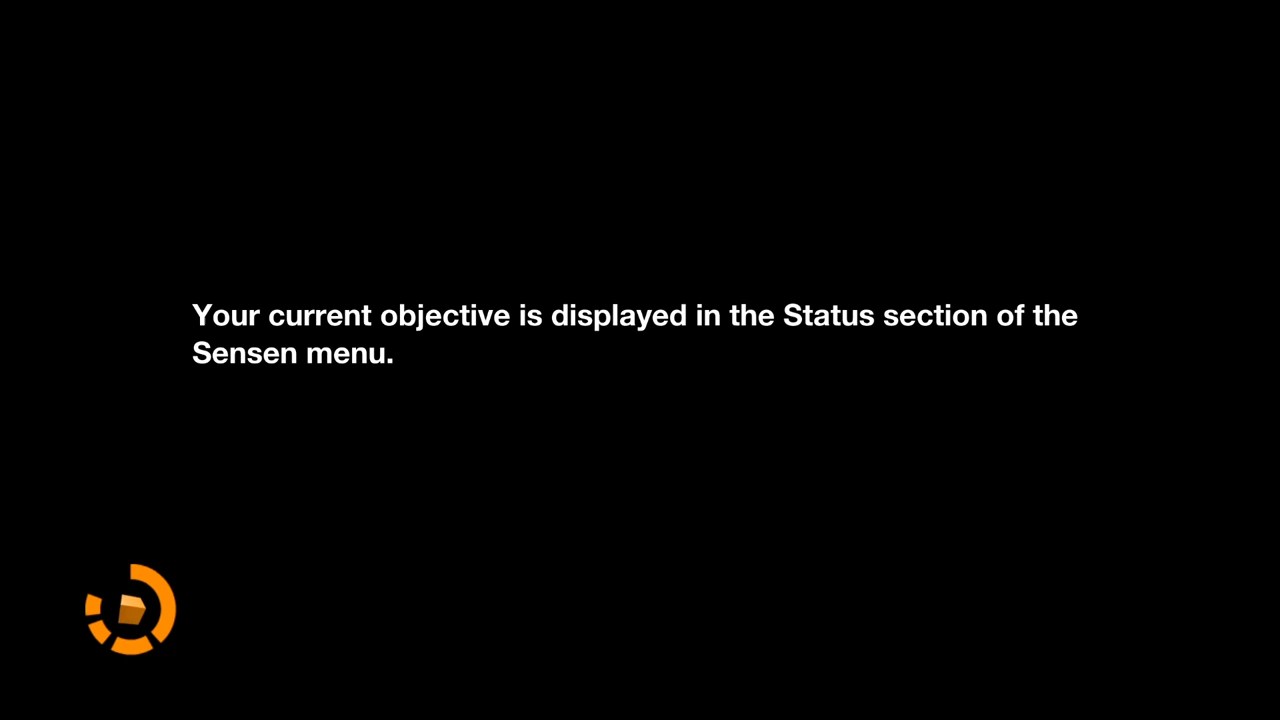 Your current objective is displayed in the Status section of the
Sensen menu.